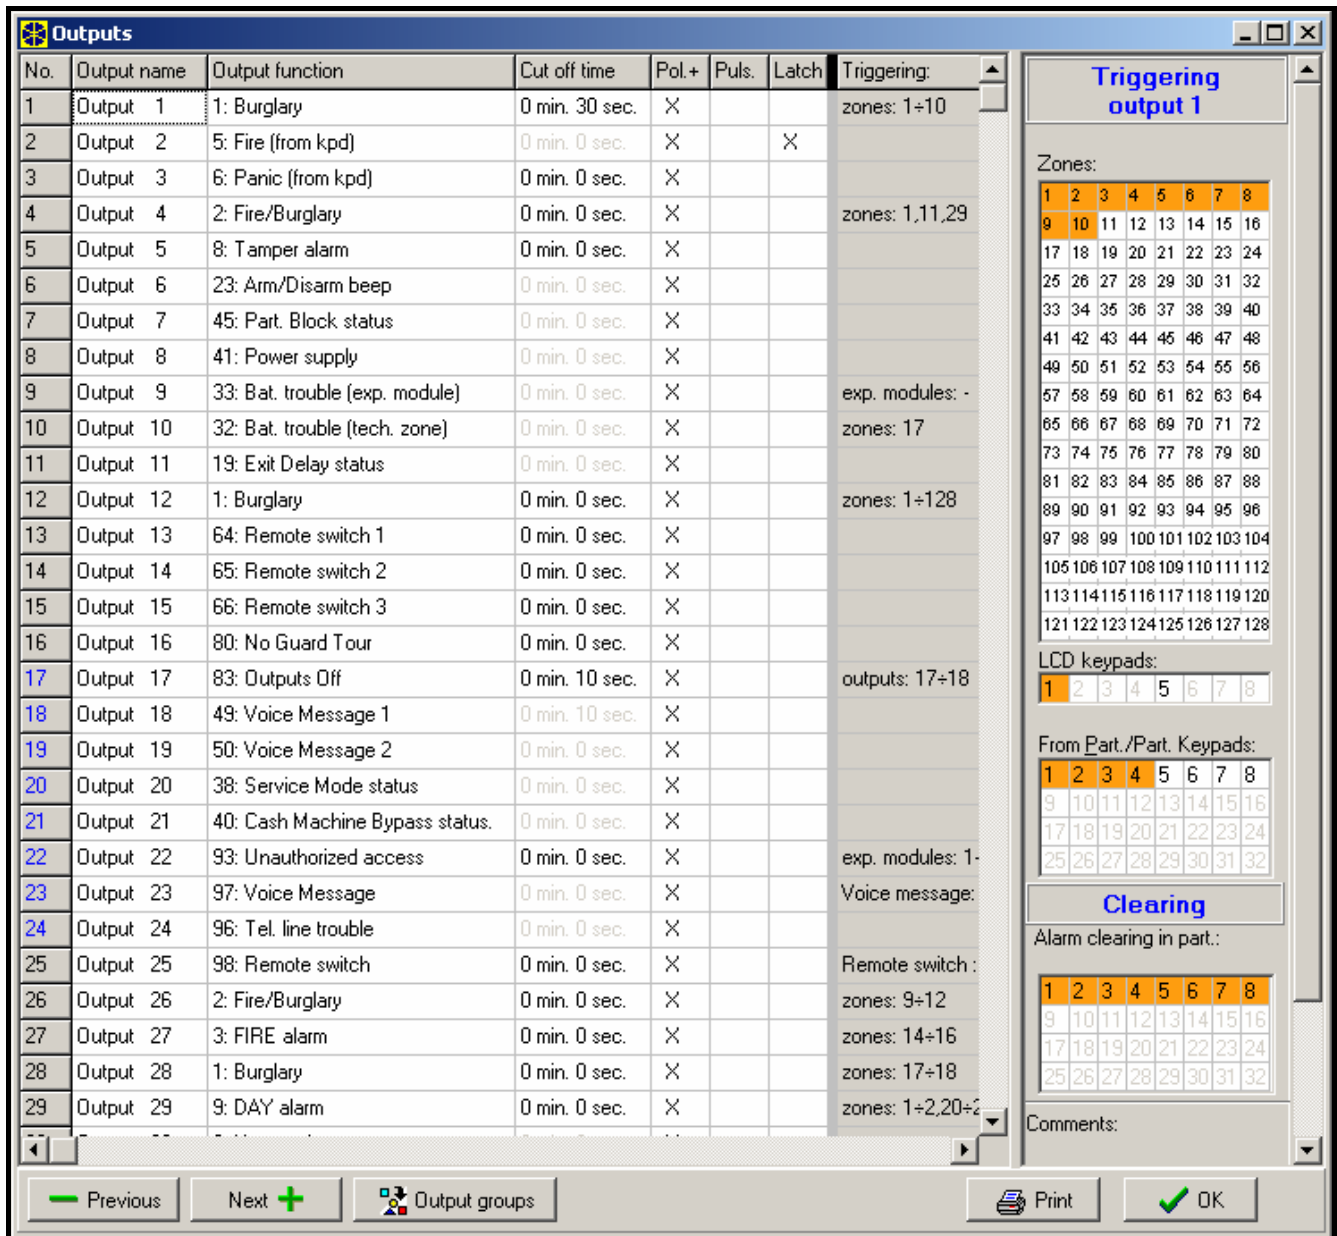 Outputs
No. Output name Output function Cut off time Pol.+ Puls. Latch Triggering:
1 Output 1 1: Burglary 0 min. 30 sec. X zones: 1÷10
2 Output 2 5: Fire (from kpd) 0 min. 0 sec. X X
3 Output 3 6: Panic (from kpd) 0 min. 0 sec. X
4 Output 4 2: Fire/Burglary 0 min. 0 sec. X zones: 1,11,29
5 Output 5 8: Tamper alarm 0 min. 0 sec. X
6 Output 6 23: Arm/Disarm beep 0 min. 0 sec. X
7 Output 7 45: Part. Block status 0 min. 0 sec. X
8 Output 8 41: Power supply 0 min. 0 sec. X
9 Output 9 33: Bat. trouble (exp. module) 0 min. 0 sec. X exp. modules: -
10 Output 10 32: Bat. trouble (tech. zone) 0 min. 0 sec. X zones: 17
11 Output 11 19: Exit Delay status 0 min. 0 sec. X
12 Output 12 1: Burglary 0 min. 0 sec. X zones: 1÷128
13 Output 13 64: Remote switch 1 0 min. 0 sec. X
14 Output 14 65: Remote switch 2 0 min. 0 sec. X
15 Output 15 66: Remote switch 3 0 min. 0 sec. X
16 Output 16 80: No Guard Tour 0 min. 0 sec. X
17 Output 17 83: Outputs Off 0 min. 10 sec. X outputs: 17÷18
18 Output 18 49: Voice Message 1 0 min. 10 sec. X
19 Output 19 50: Voice Message 2 0 min. 0 sec. X
20 Output 20 38: Service Mode status 0 min. 0 sec. X
21 Output 21 40: Cash Machine Bypass status. 0 min. 0 sec. X
22 Output 22 93: Unauthorized access 0 min. 0 sec. X exp. modules: 1-
23 Output 23 97: Voice Message 0 min. 0 sec. X Voice message:
24 Output 24 96: Tel. line trouble 0 min. 0 sec. X
25 Output 25 98: Remote switch 0 min. 0 sec. X Remote switch :
26 Output 26 2: Fire/Burglary 0 min. 0 sec. X zones: 9÷12
27 Output 27 3: FIRE alarm 0 min. 0 sec. X zones: 14÷16
28 Output 28 1: Burglary 0 min. 0 sec. X zones: 17÷18
29 Output 29 9: DAY alarm 0 min. 0 sec. X zones: 1÷2,20÷2
Triggering
output 1
Zones:
1 2 3 4 5 6 7 8
9 10 11 12 13 14 15 16
17 18 19 20 21 22 23 24
25 26 27 28 29 30 31 32
33 34 35 36 37 38 39 40
41 42 43 44 45 46 47 48
49 50 51 52 53 54 55 56
57 58 59 60 61 62 63 64
65 66 67 68 69 70 71 72
73 74 75 76 77 78 79 80
81 82 83 84 85 86 87 88
89 90 91 92 93 94 95 96
97 98 99 100 101 102 103 104
105 106 107 108 109 110 111 112
113 114 115 116 117 118 119 120
121 122 123 124 125 126 127 128
LCD keypads:
1 2 3 4 5 6 7 8
From Part./Part. Keypads:
1 2 3 4 5 6 7 8
9 10 11 12 13 14 15 16
17 18 19 20 21 22 23 24
25 26 27 28 29 30 31 32
Clearing
Alarm clearing in part.:
1 2 3 4 5 6 7 8
9 10 11 12 13 14 15 16
17 18 19 20 21 22 23 24
25 26 27 28 29 30 31 32
Comments:
Previous Next Output groups Print OK